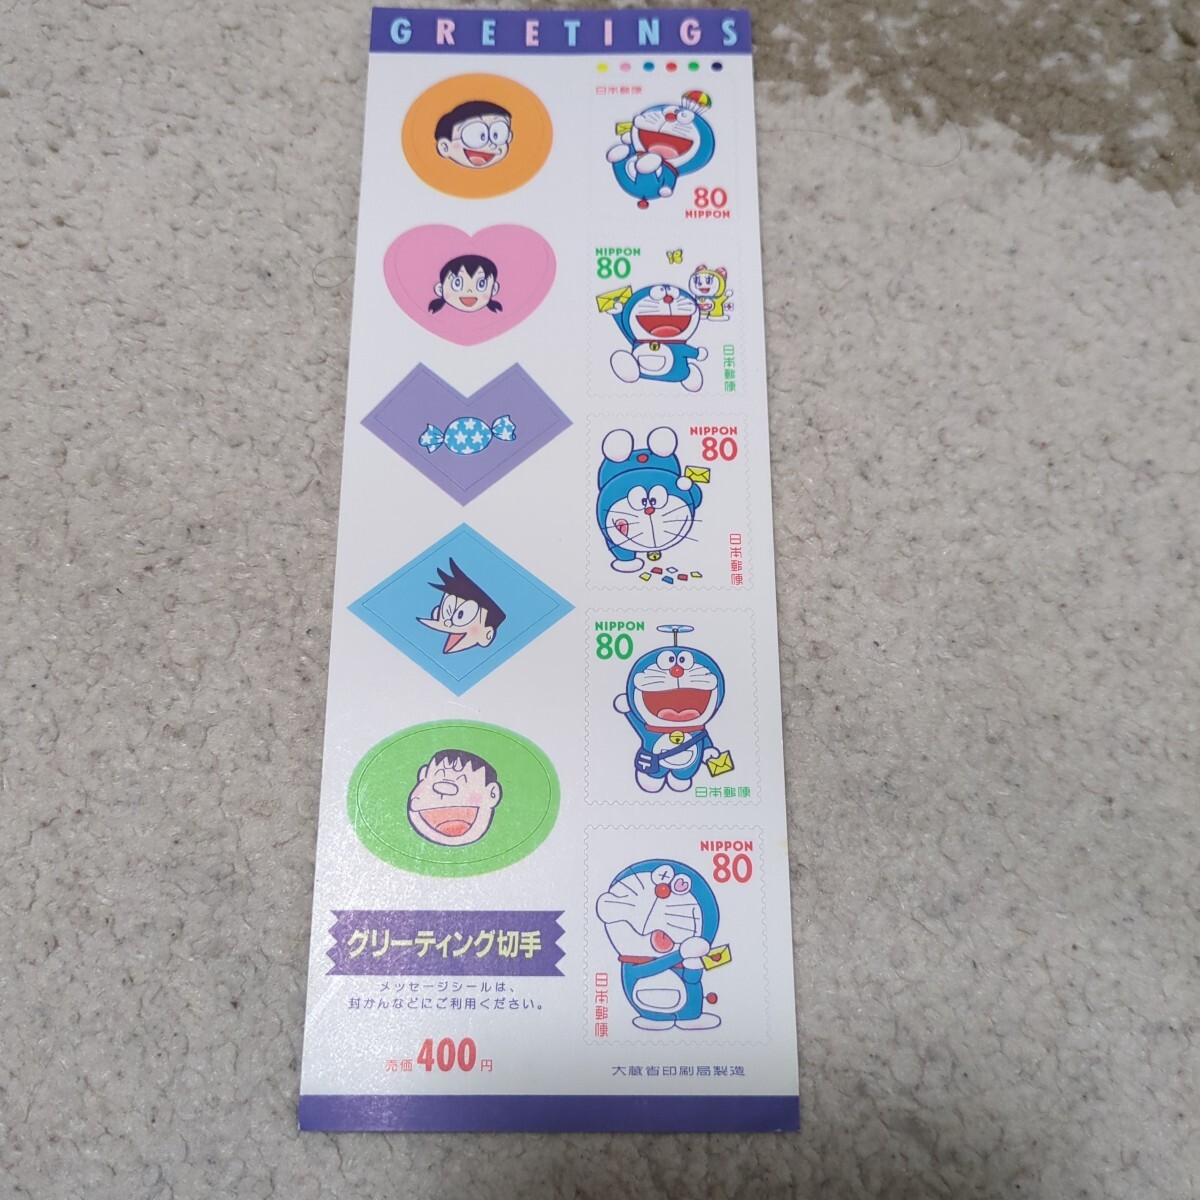 GREETINGS
日本郵便
80
NIPPON
NIPPON
80
日本郵便
NIPPON
80
日本郵便
NIPPON
80
日本郵便
NIPPON
80
日本郵便
グリーティング切手
メッセージシールは、
封かんなどにご利用ください。
売価400円
大蔵省印刷局製造